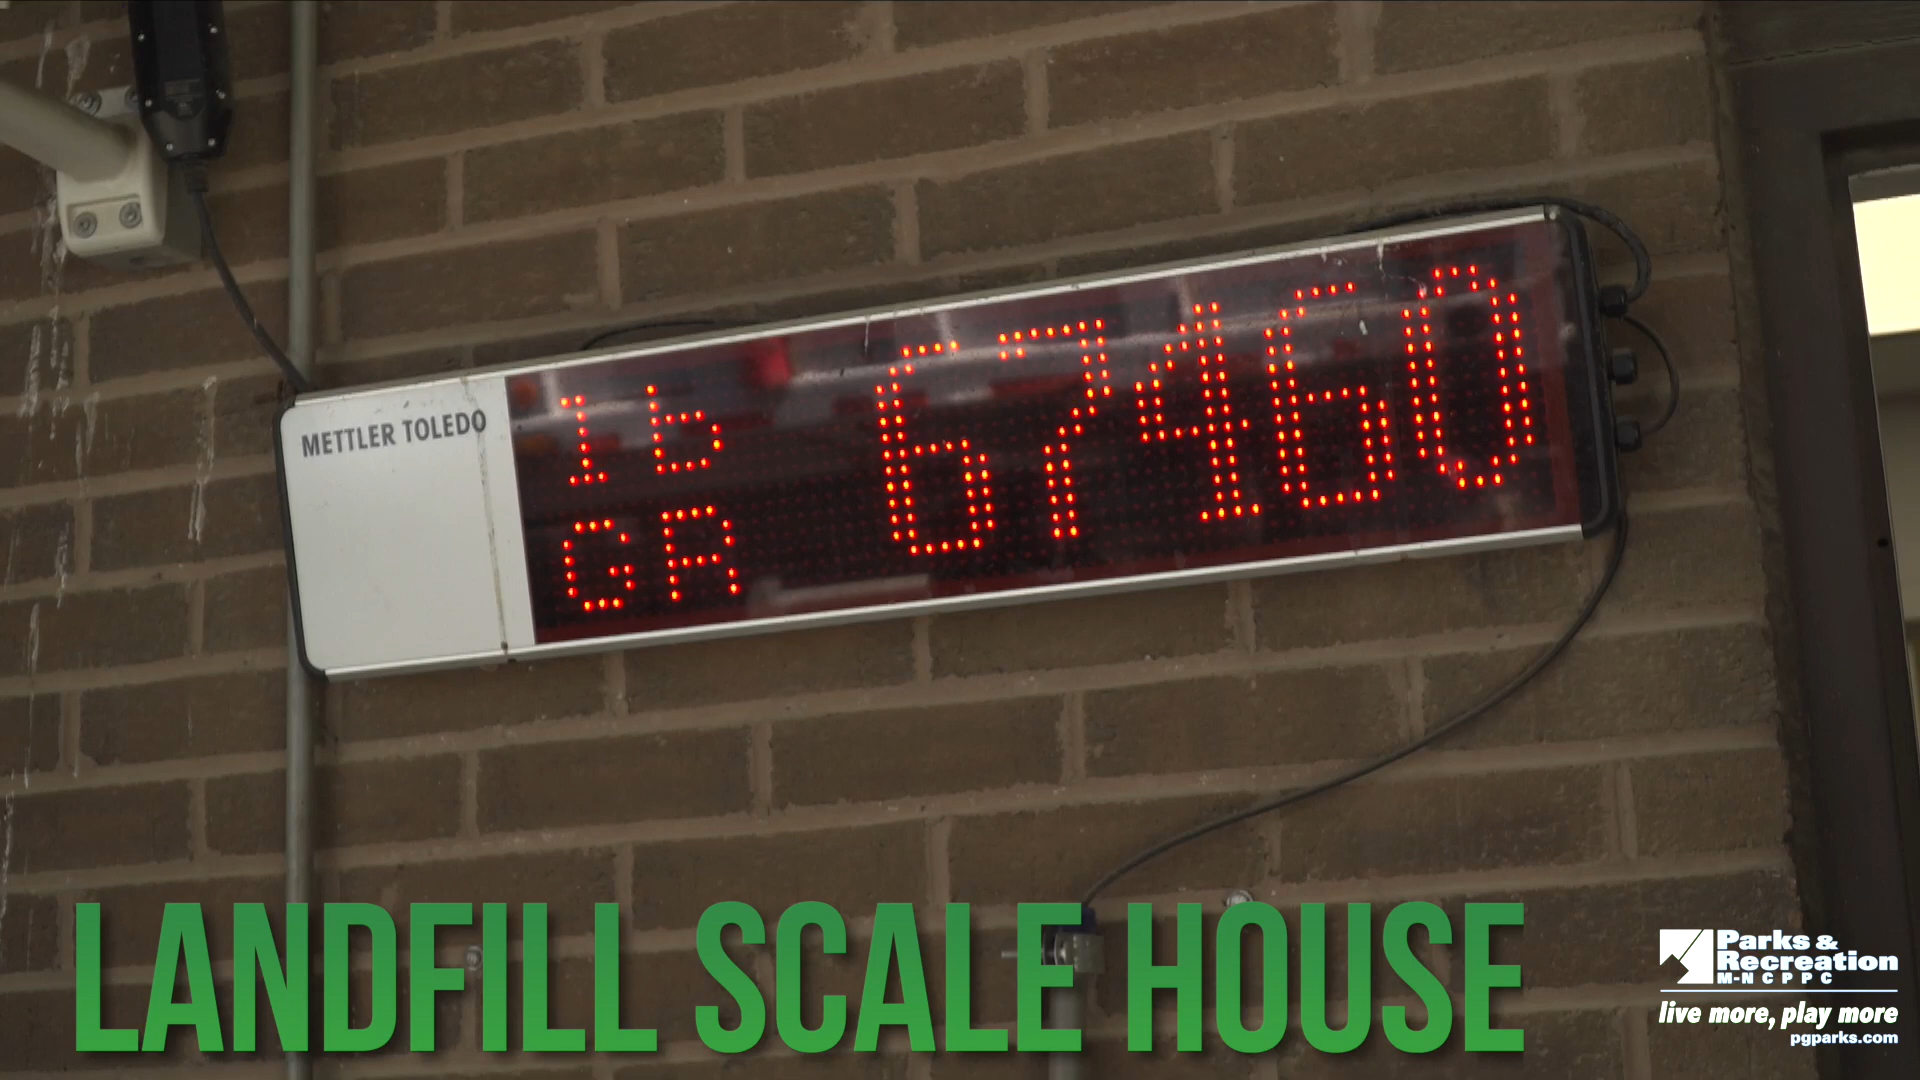 METTLER TOLEDO
lb
GR
67460
LANDFILL SCALE HOUSE
Parks &
Recreation
M-NCPPC
live more, play more
pgparks.com